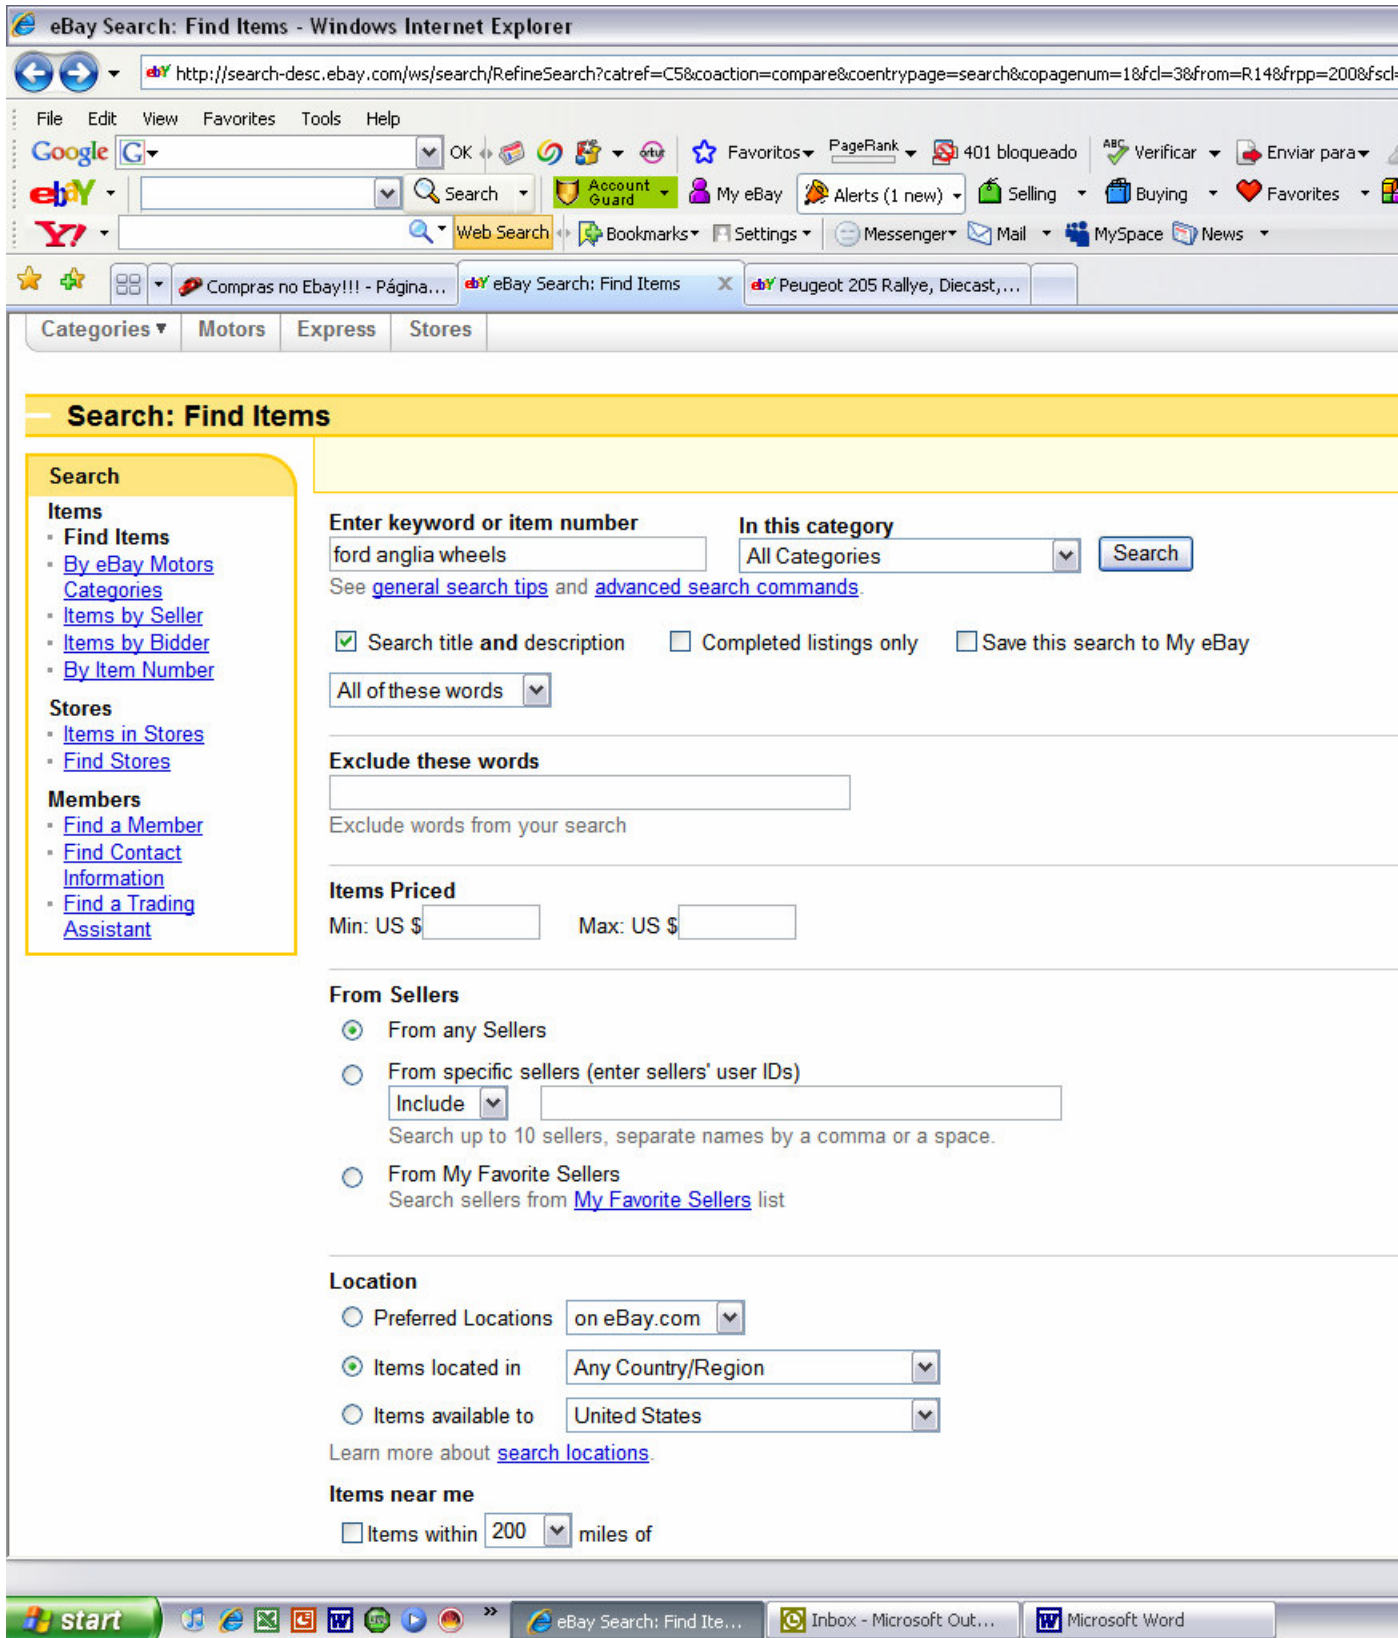 eBay Search: Find Items - Windows Internet Explorer
http://search-desc.ebay.com/ws/search/RefineSearch?catref=C5&coaction=compare&coentrypage=search&copagenum=1&fcl=3&from=R14&frpp=200&fscl=
File Edit View Favorites Tools Help
Google G OK orkut Favoritos PageRank 401 bloqueado ABC Verificar Enviar para
ebY Search Account Guard My eBay Alerts (1 new) Selling Buying Favorites
Y! Web Search Bookmarks Settings Messenger Mail MySpace News
Compras no Ebay!!! - Página... ebY eBay Search: Find Items X ebY Peugeot 205 Rallye, Diecast,...
Categories Motors Express Stores
Search: Find Items
Search
Items
Find Items
By eBay Motors
Categories
Items by Seller
Items by Bidder
By Item Number
Stores
Items in Stores
Find Stores
Members
Find a Member
Find Contact
Information
Find a Trading
Assistant
Enter keyword or item number In this category
ford anglia wheels All Categories Search
See general search tips and advanced search commands.
Search title and description Completed listings only Save this search to My eBay
All of these words
Exclude these words
Exclude words from your search
Items Priced
Min: US $ Max: US $
From Sellers
From any Sellers
From specific sellers (enter sellers' user IDs)
Include
Search up to 10 sellers, separate names by a comma or a space.
From My Favorite Sellers
Search sellers from My Favorite Sellers list
Location
Preferred Locations on eBay.com
Items located in Any Country/Region
Items available to United States
Learn more about search locations.
Items near me
Items within 200 miles of
start » eBay Search: Find Ite... Inbox - Microsoft Out... Microsoft Word